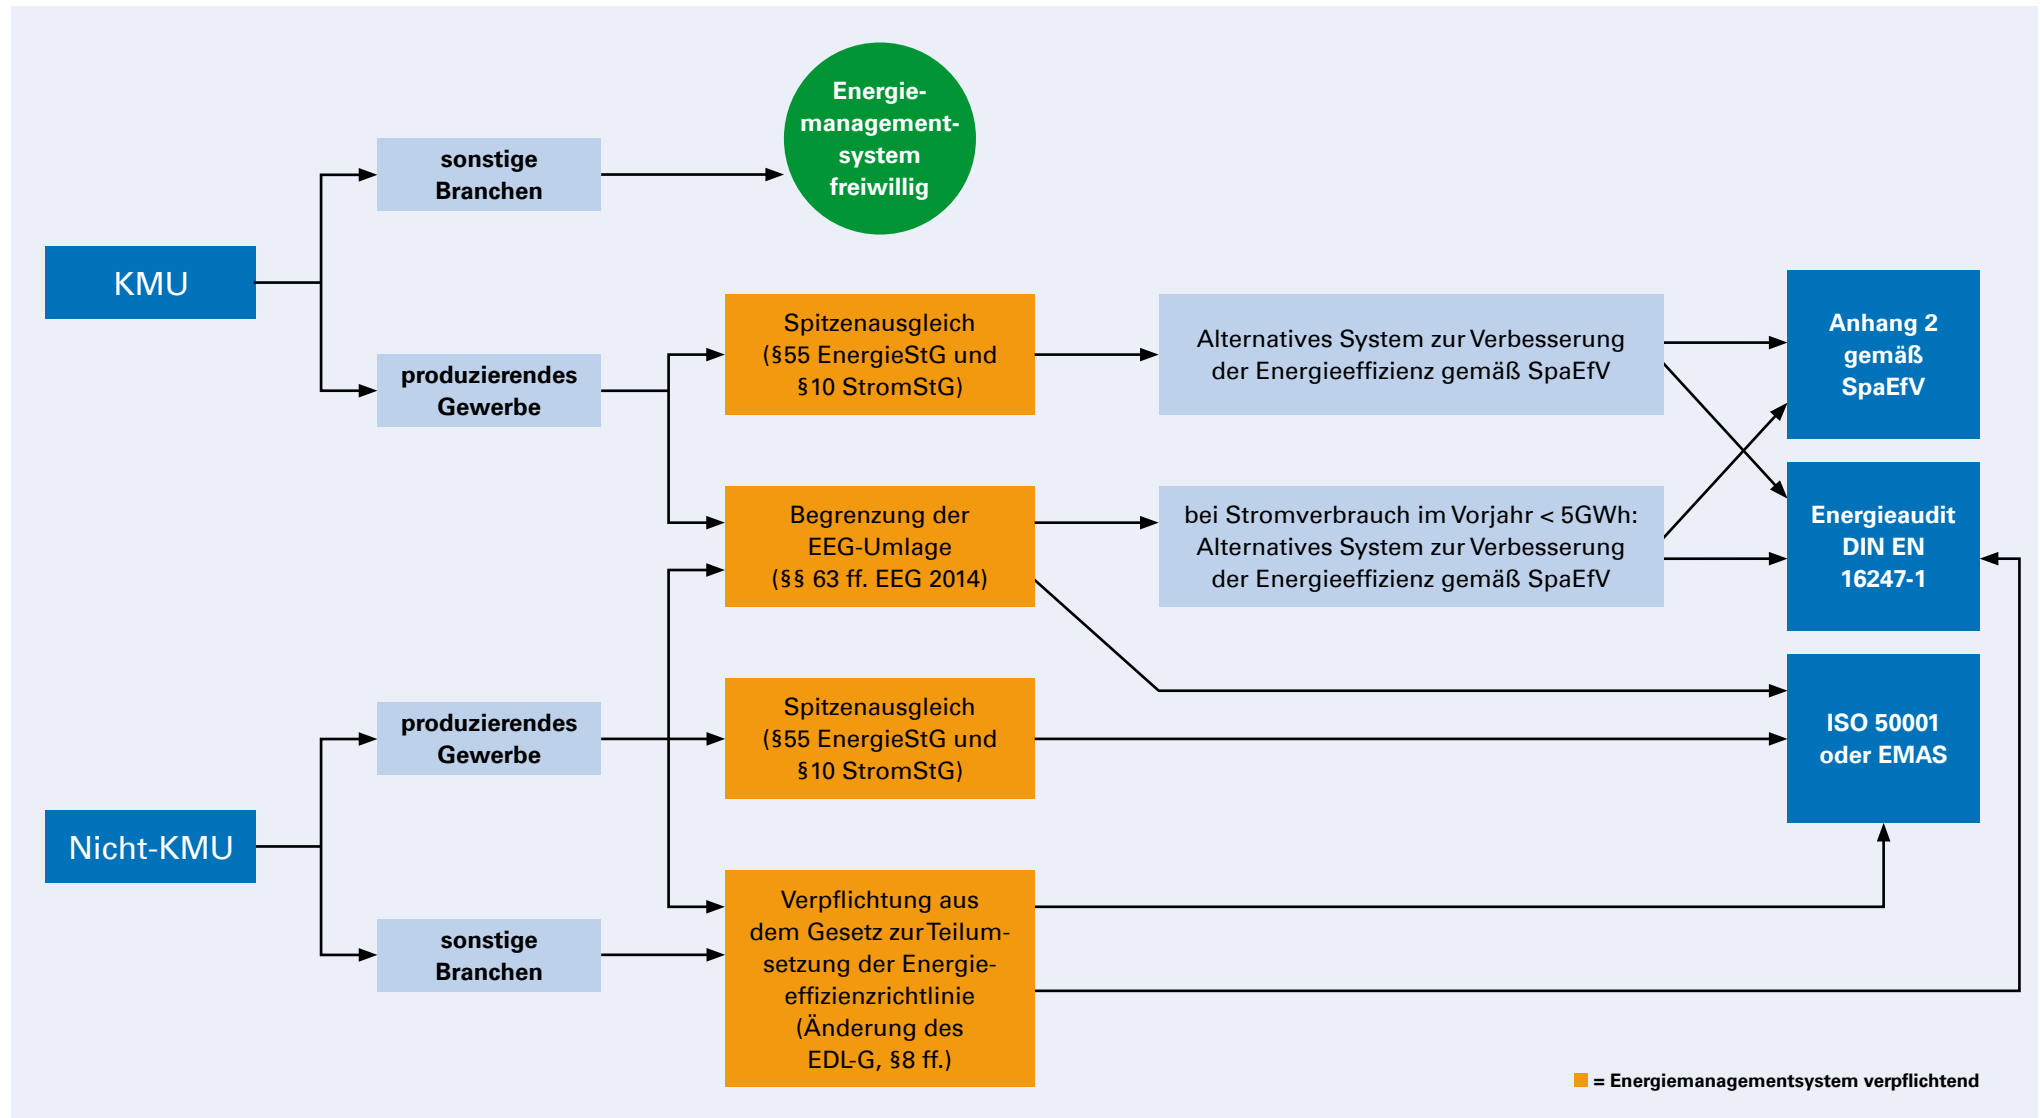 Energie-
management-
system
freiwillig
sonstige
Branchen
KMU
produzierendes
Gewerbe
Spitzenausgleich
(§55 EnergieStG und
§10 StromStG)
Alternatives System zur Verbesserung
der Energieeffizienz gemäß SpaEfV
Anhang 2
gemäß
SpaEfV
Begrenzung der
EEG-Umlage
(§§ 63 ff. EEG 2014)
bei Stromverbrauch im Vorjahr < 5GWh:
Alternatives System zur Verbesserung
der Energieeffizienz gemäß SpaEfV
Energieaudit
DIN EN
16247-1
produzierendes
Gewerbe
Spitzenausgleich
(§55 EnergieStG und
§10 StromStG)
ISO 50001
oder EMAS
Nicht-KMU
sonstige
Branchen
Verpflichtung aus
dem Gesetz zur Teilum-
setzung der Energie-
effizienzrichtlinie
(Änderung des
EDL-G, §8 ff.)
= Energiemanagementsystem verpflichtend